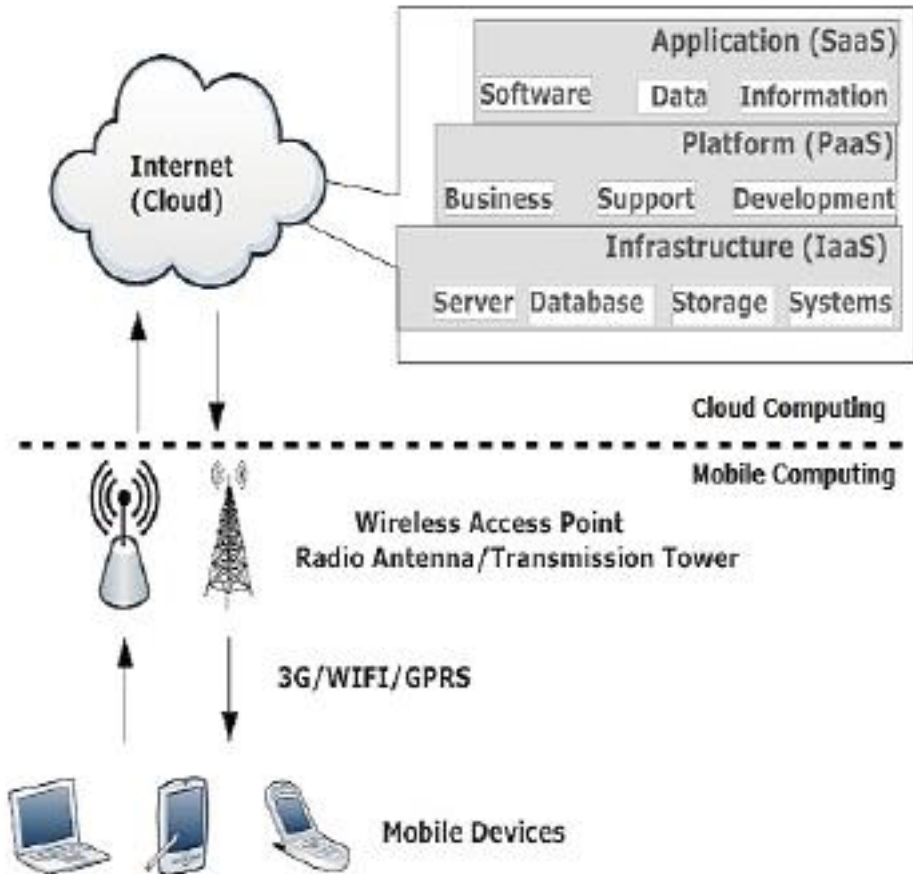 Application (SaaS)
Software Data Information
Platform (PaaS)
Business Support Development
Infrastructure (IaaS)
Server Database Storage Systems
Internet
(Cloud)
Cloud Computing
Mobile Computing
Wireless Access Point
Radio Antenna/Transmission Tower
3G/WIFI/GPRS
Mobile Devices